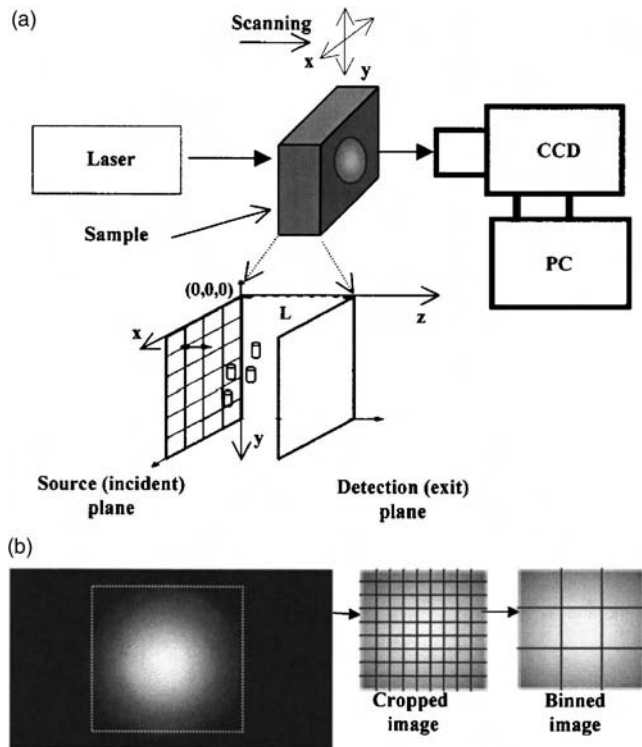 (a)
Scanning
x
y
Laser
CCD
Sample
PC
(0,0,0)
L
x
z
y
Source (incident)
plane
Detection (exit)
plane
(b)
Cropped
image
Binned
image